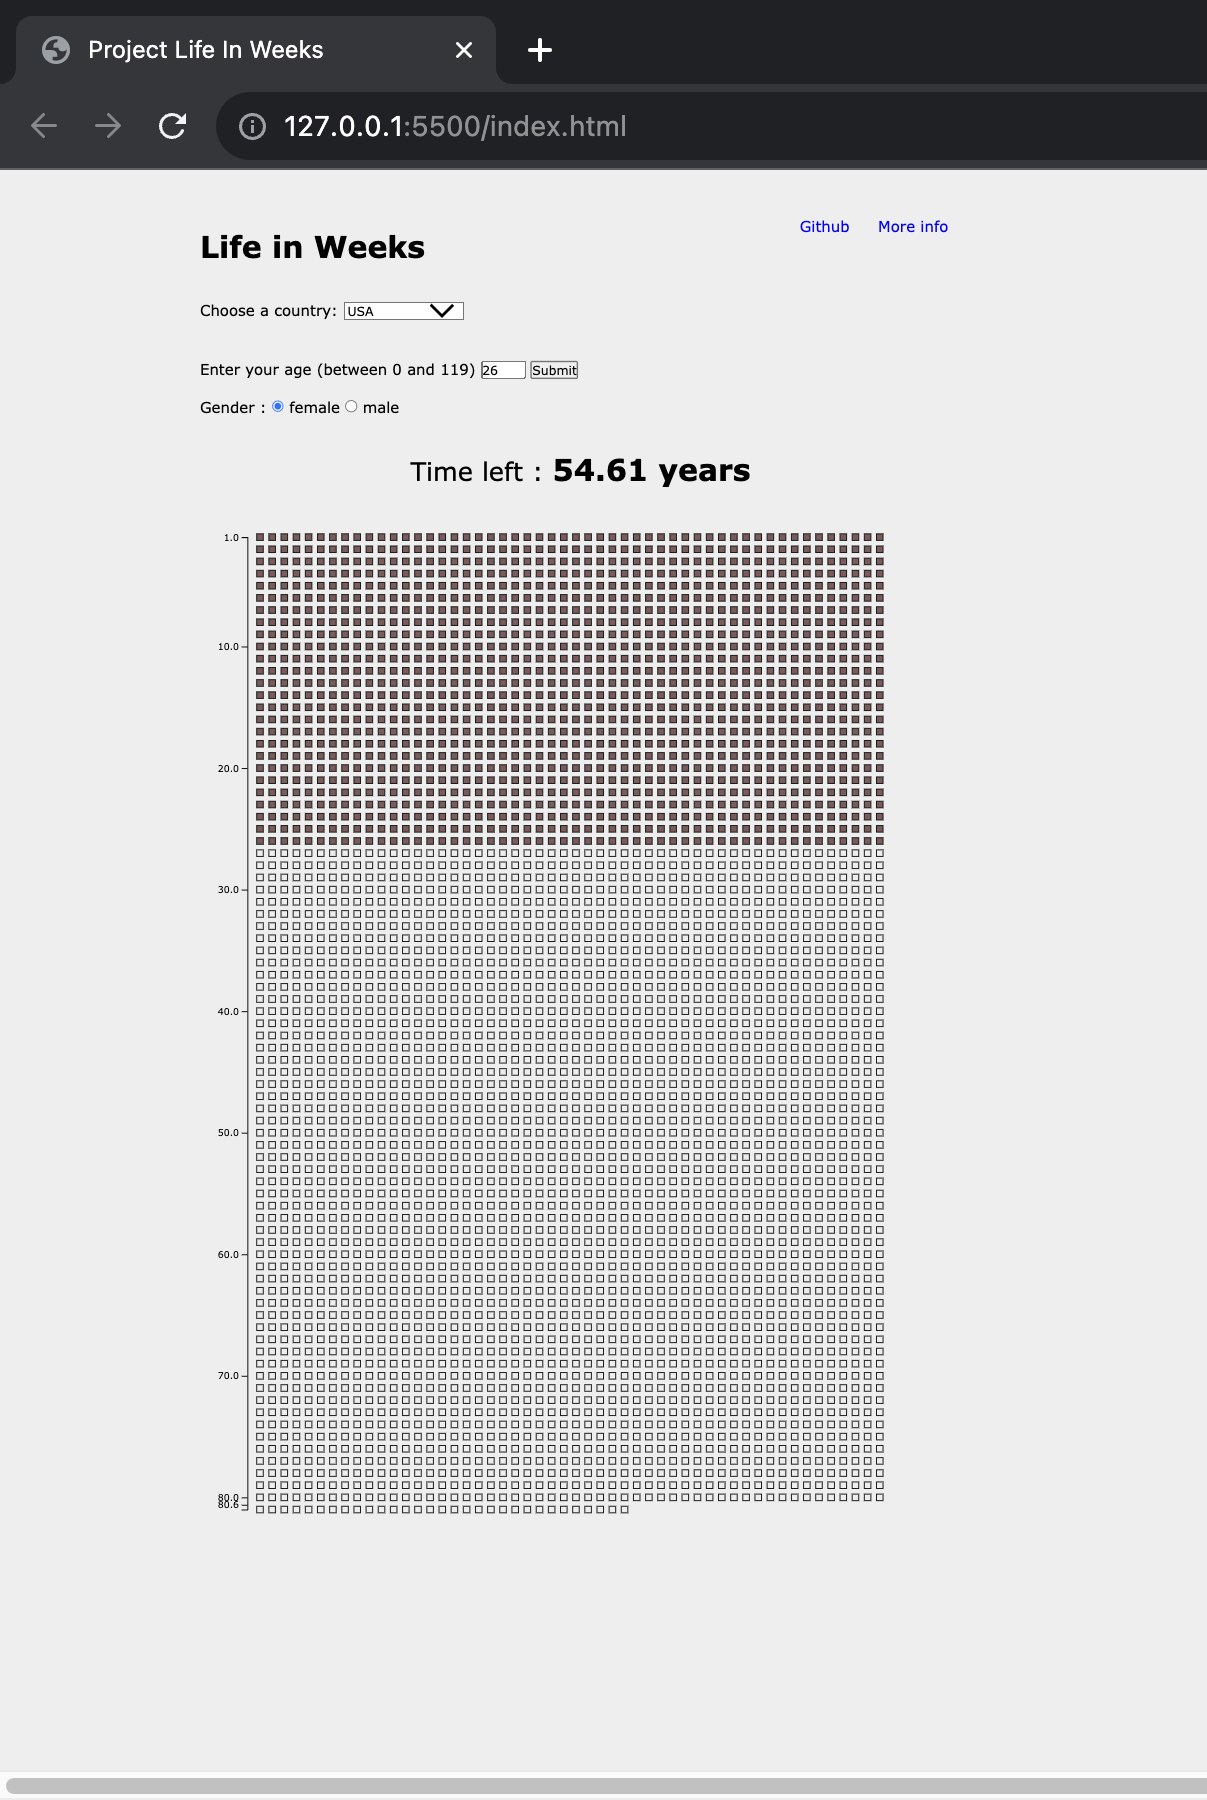 Project Life In Weeks
127.0.0.1:5500/index.html
Github More info
Life in Weeks
Choose a country: USA
Enter your age (between 0 and 119) 26 Submit
Gender : female male
Time left : 54.61 years
1.0
10.0
20.0
30.0
40.0
50.0
60.0
70.0
80.0
80.6